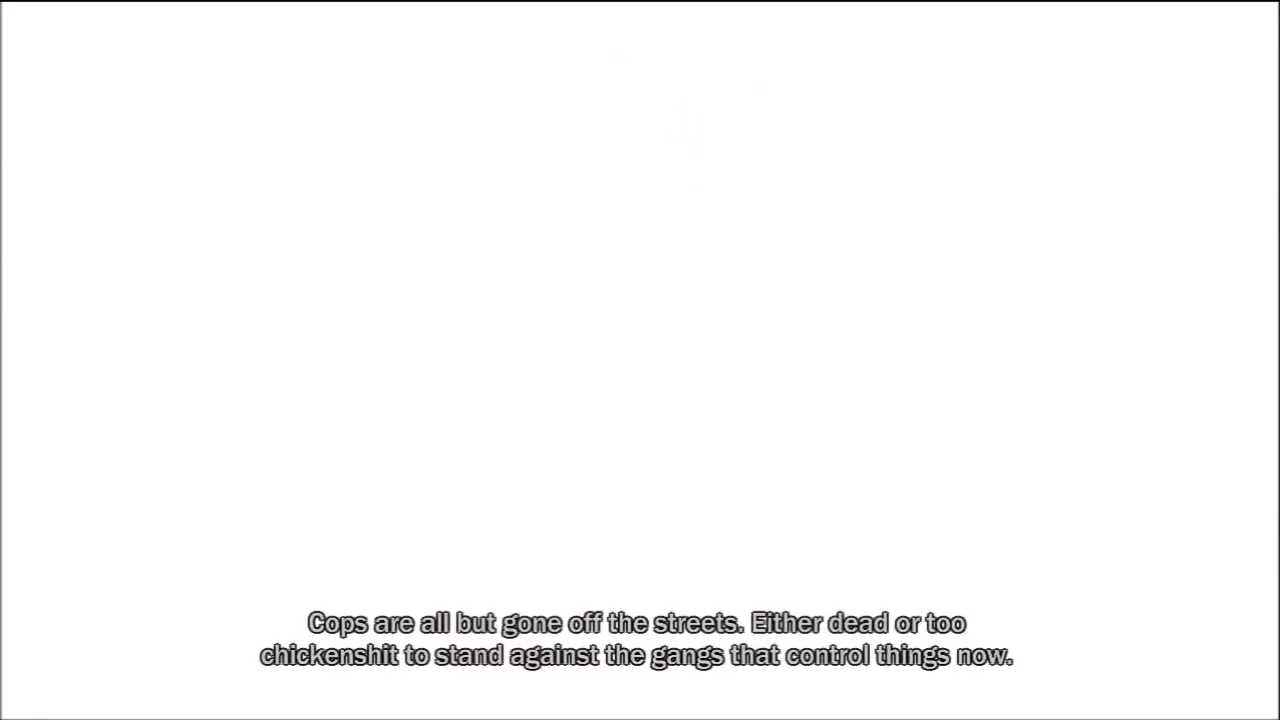 Cops are all but gone off the streets. Either dead or too
chickenshit to stand against the gangs that control things now.